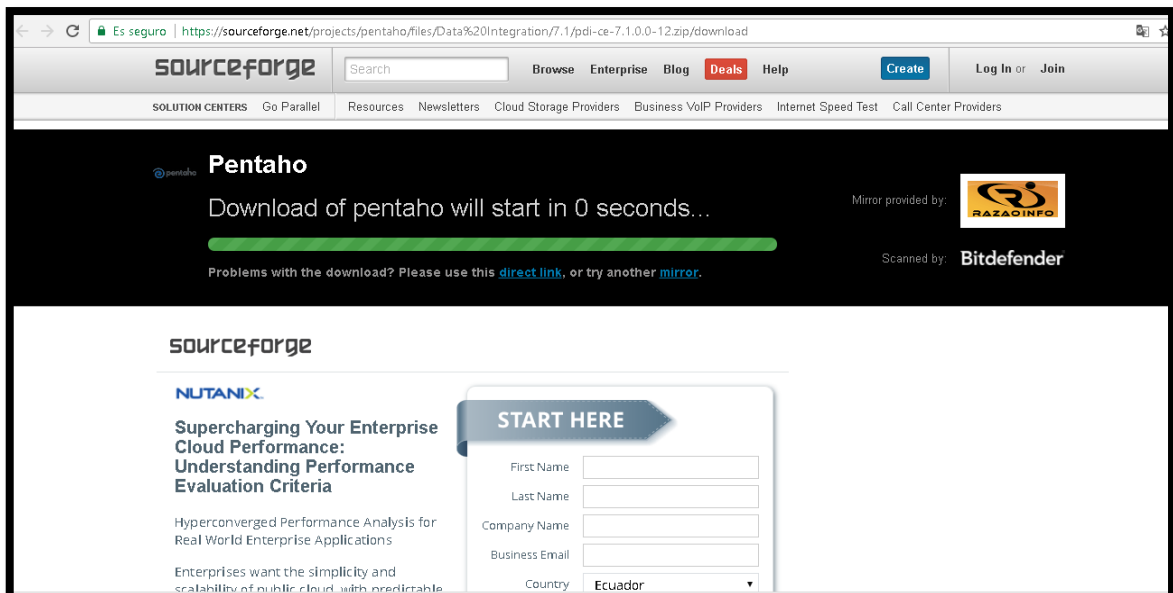 Es seguro | https://sourceforge.net/projects/pentaho/files/Data%20Integration/7.1/pdi-ce-7.1.0.0-12.zip/download
sourceforge Search Browse Enterprise Blog Deals Help Create Log In or Join
SOLUTION CENTERS Go Parallel Resources Newsletters Cloud Storage Providers Business VoIP Providers Internet Speed Test Call Center Providers
pentaho Pentaho
Download of pentaho will start in 0 seconds...
Mirror provided by:
RAZAOINFO
Problems with the download? Please use this direct link, or try another mirror.
Scanned by: Bitdefender
sourceforge
NUTANIX.
Supercharging Your Enterprise
Cloud Performance:
Understanding Performance
Evaluation Criteria
Hyperconverged Performance Analysis for
Real World Enterprise Applications
Enterprises want the simplicity and
scalability of public cloud, with predictable
START HERE
First Name
Last Name
Company Name
Business Email
Country Ecuador